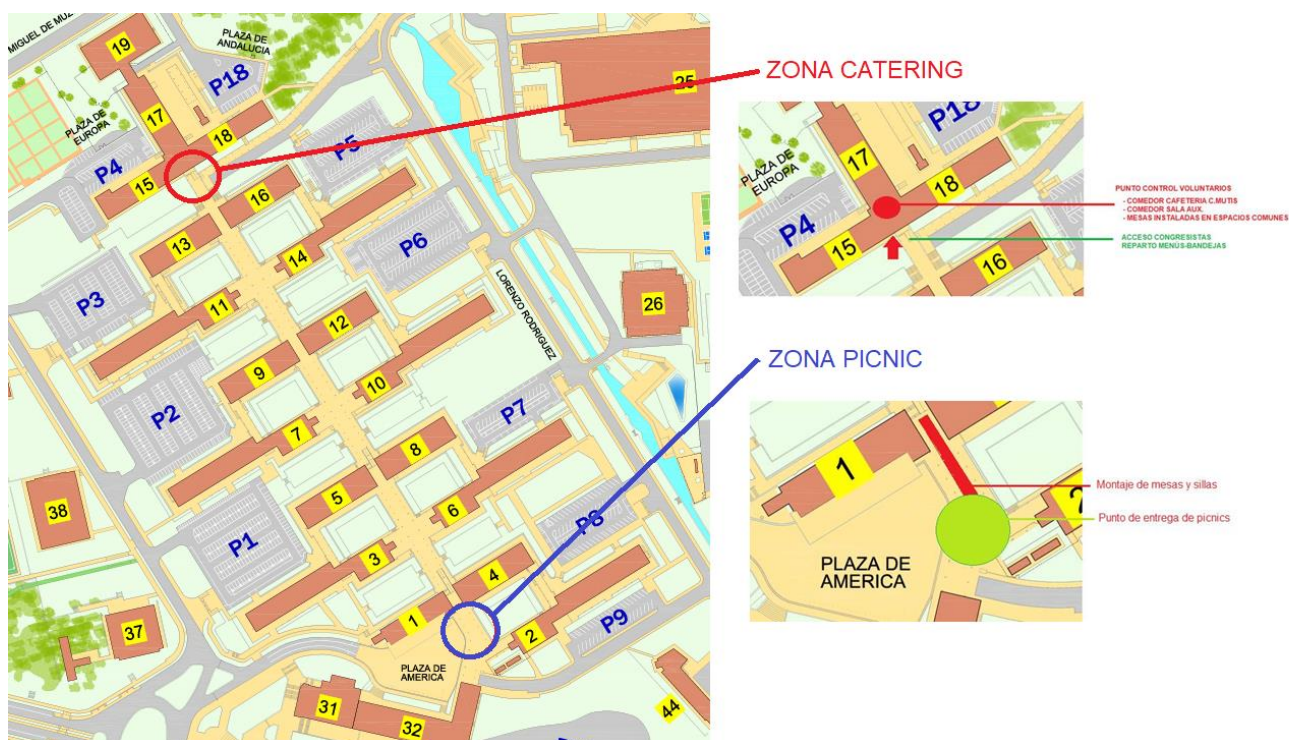 MIGUEL DE MUZ
19
PLAZA DE
ANDALUCIA
P18
25
PLAZA DE
EUROPA
17
18
P4
15
P5
16
13
14
P6
P3
11
12
LORENZO RODRIGUEZ
26
9
10
P2
7
8
P7
5
6
38
P1
P8
3
4
1
2
P9
37
PLAZA DE
AMERICA
31
32
44
ZONA CATERING
P18
17
PLAZA DE
EUROPA
18
P4
15
16
PUNTO CONTROL VOLUNTARIOS
- COMEDOR CAFETERIA C.MUTIS
- COMEDOR SALA AUX.
- MESAS INSTALADAS EN ESPACIOS COMUNES
ACCESO CONGRESISTAS
REPARTO MENÚS-BANDEJAS
ZONA PICNIC
1
2
Montaje de mesas y sillas
Punto de entrega de picnics
PLAZA DE
AMERICA